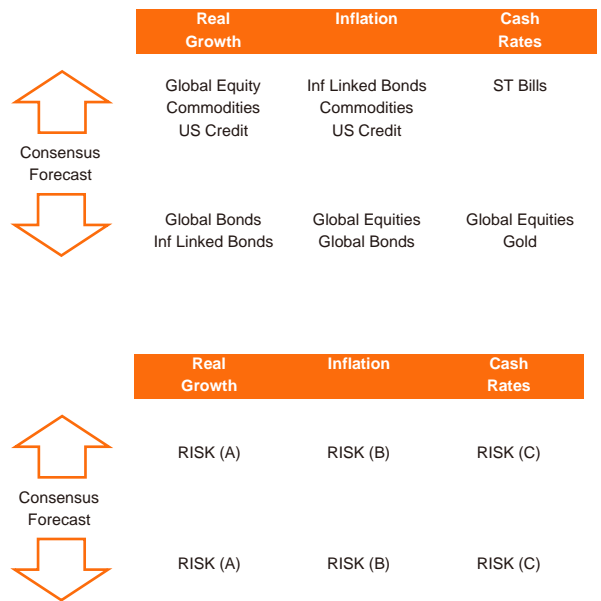 Real Inflation Cash
Growth Rates
Global Equity Inf Linked Bonds ST Bills
Commodities Commodities
US Credit US Credit
Consensus
Forecast
Global Bonds Global Equities Global Equities
Inf Linked Bonds Global Bonds Gold
Real Inflation Cash
Growth Rates
RISK (A) RISK (B) RISK (C)
Consensus
Forecast
RISK (A) RISK (B) RISK (C)